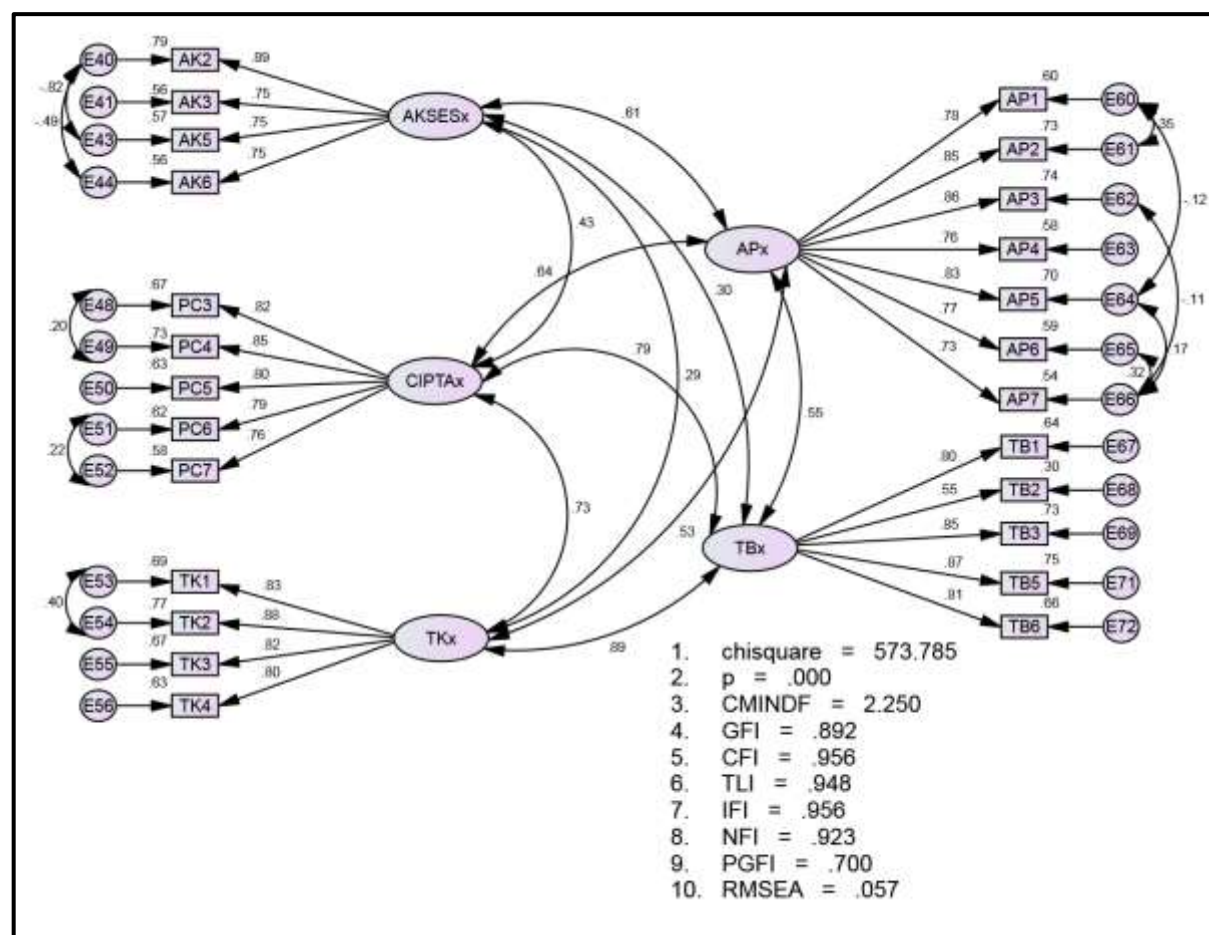 .79
E40 AK2 .89
-.82
.56
E41 AK3 .75
.57
-.49
E43 AK5 .75
.56
E44 AK6 .75
AKSESx
.61
.43
.67
E48 PC3 .82
.20
.73
E49 PC4 .85
.63
E50 PC5 .80
.62
E51 PC6 .79
.22
.58
E52 PC7 .76
CIPTAx
.64
.30
.79
.29
.55
.73
.53
.69
E53 TK1 .83
.40
.77
E54 TK2 .88
.67
E55 TK3 .82
.63
E56 TK4 .80
TKx
.89
APx
.60
.78 AP1 E60
.35
.73
.85 AP2 E61
.74
.86 AP3 E62
-.12
.58
.76 AP4 E63
.70
.83 AP5 E64
-.11
.59
.77 AP6 E65
.17
.32
.54
.73 AP7 E66
TBx
.64
.80 TB1 E67
.30
.55 TB2 E68
.73
.85 TB3 E69
.75
.87 TB5 E71
.66
.81 TB6 E72
1. chisquare = 573.785
2. p = .000
3. CMINDF = 2.250
4. GFI = .892
5. CFI = .956
6. TLI = .948
7. IFI = .956
8. NFI = .923
9. PGFI = .700
10. RMSEA = .057